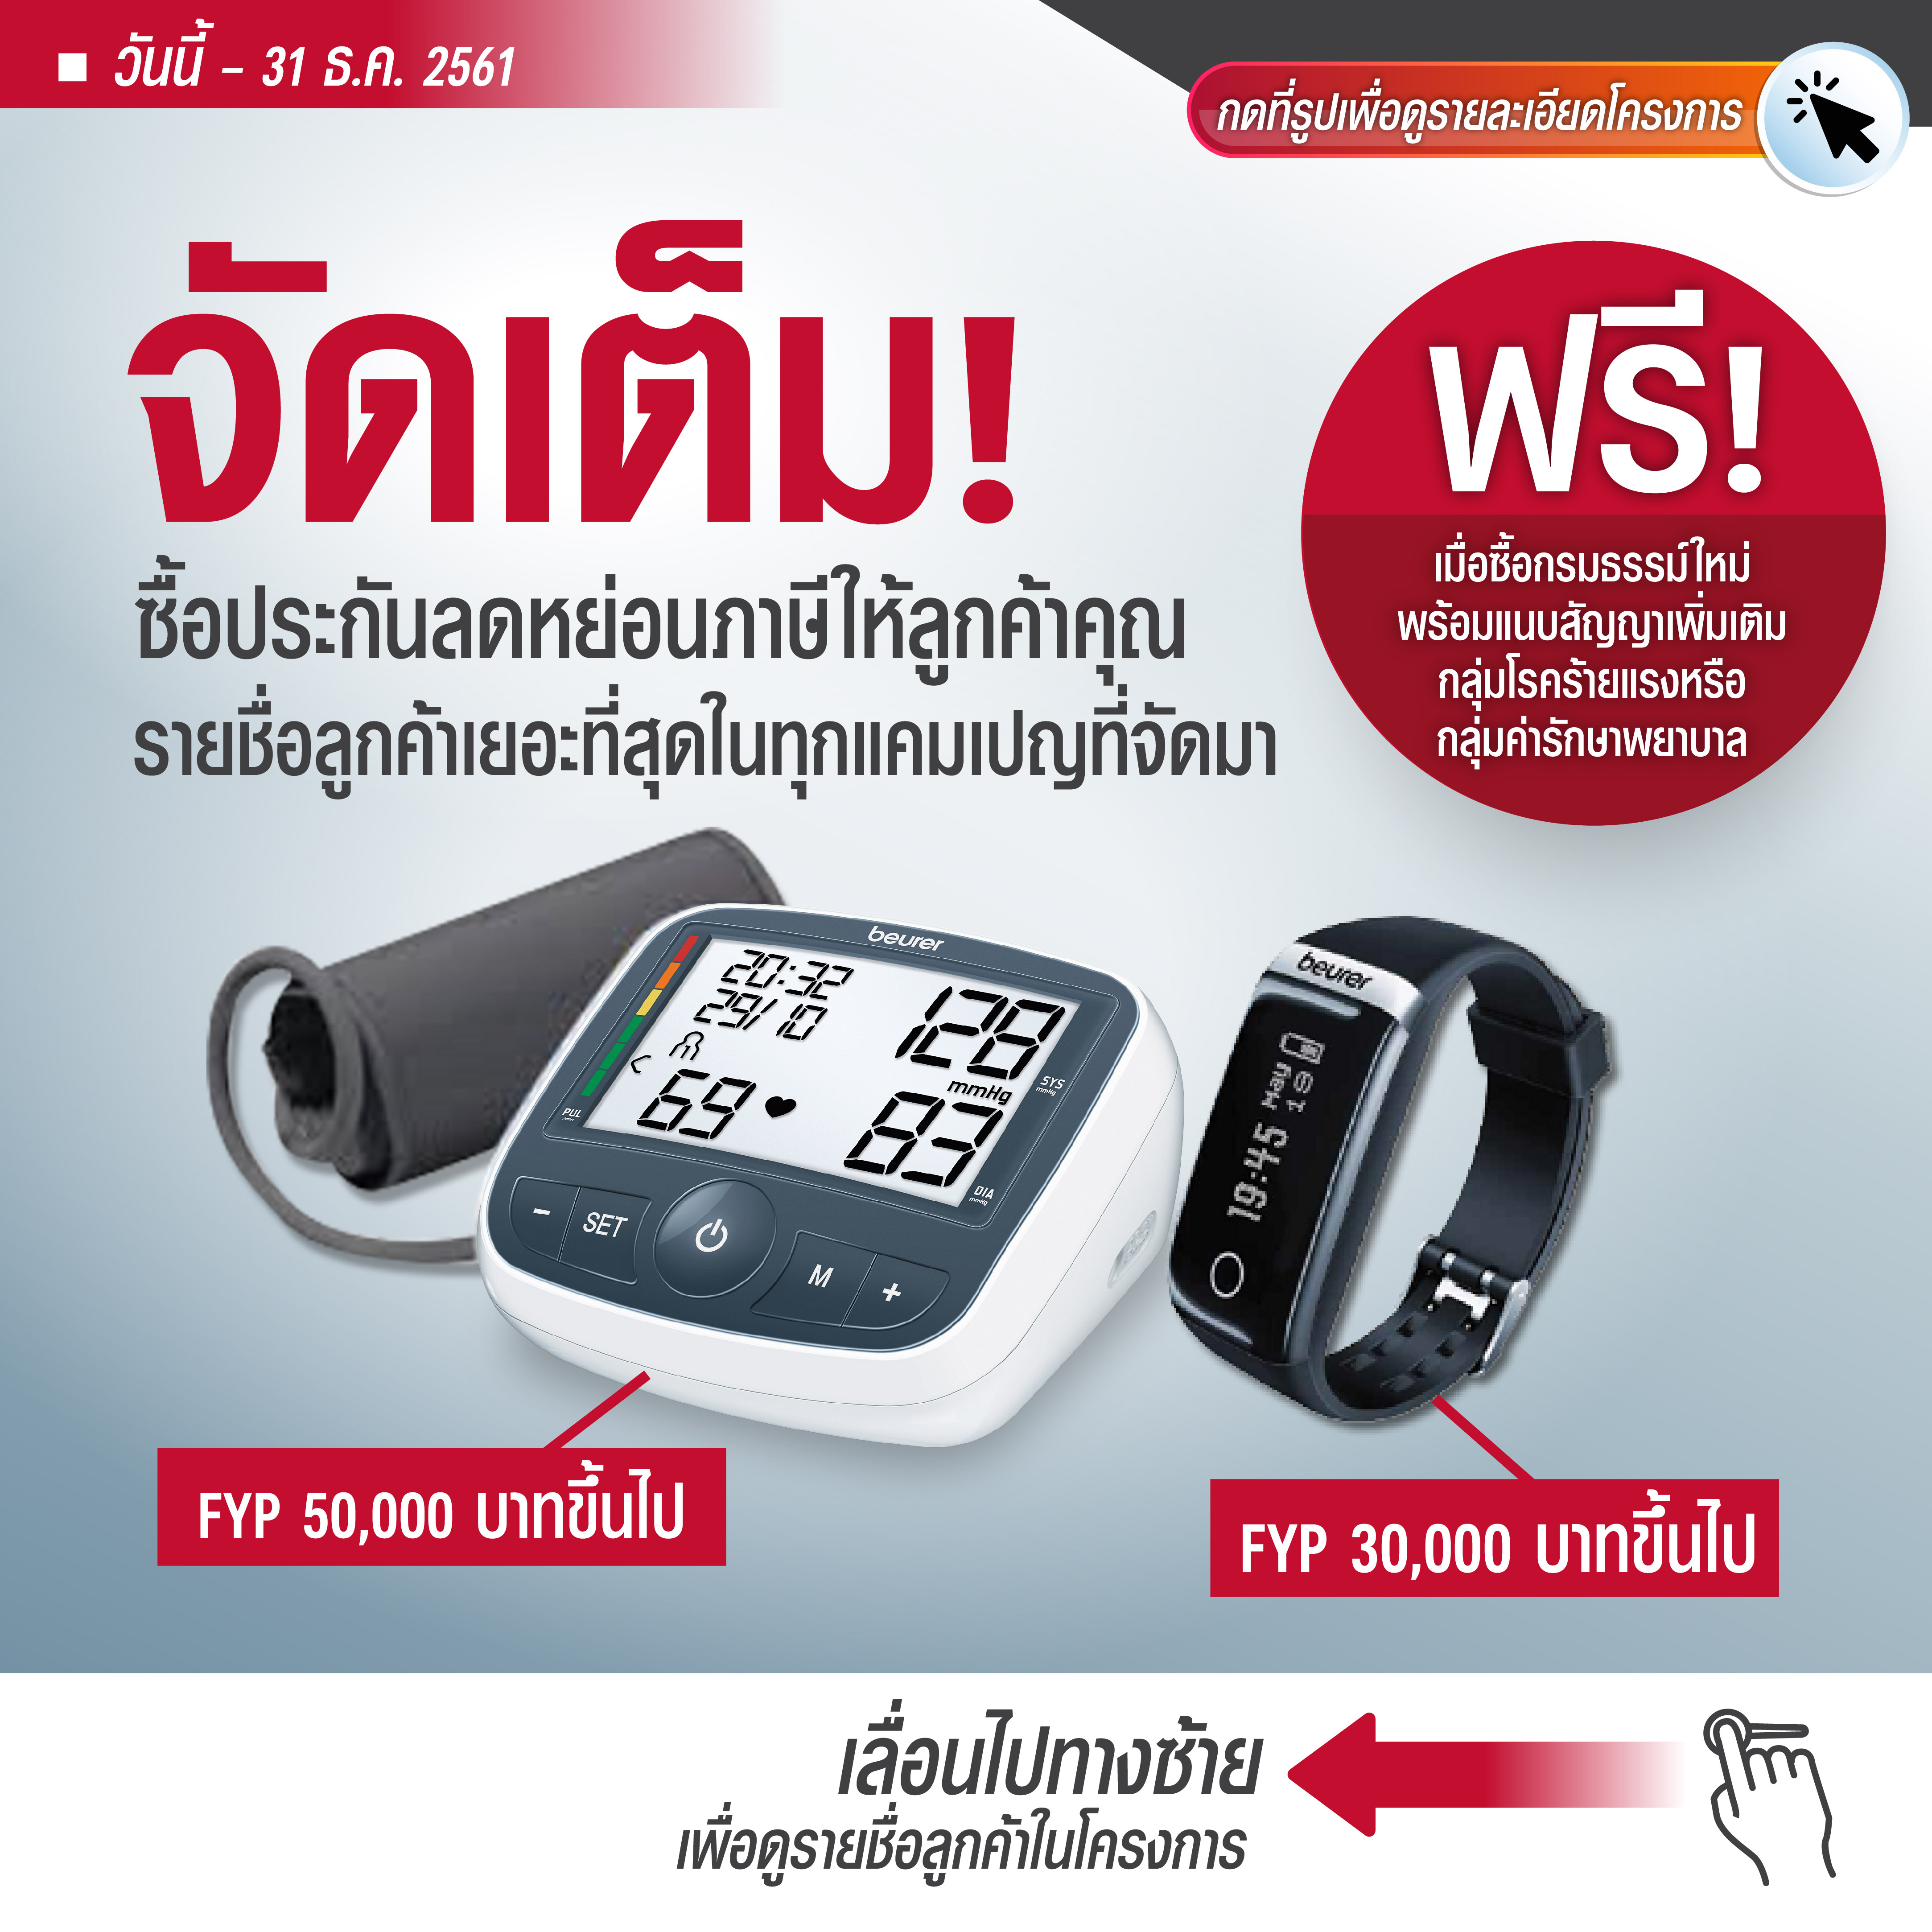 วันนี้ - 31 ธ.ค. 2561
กดที่รูปเพื่อดูรายละเอียดโครงการ
จัดเต็ม!
ซื้อประกันลดหย่อนภาษีให้ลูกค้าคุณ
รายชื่อลูกค้าเยอะที่สุดในทุกแคมเปญที่จัดมา
ฟรี!
เมื่อซื้อกรมธรรม์ใหม่
พร้อมแนบสัญญาเพิ่มเติม
กลุ่มโรคร้ายแรงหรือ
กลุ่มค่ารักษาพยาบาล
beurer
20:32
29/10
128
SYS
mmHg
mmHg
1
69
83
PUL
DIA
mmHg
- SET
M +
beurer
May
19
19:45
FYP 50,000 บาทขึ้นไป
FYP 30,000 บาทขึ้นไป
เลื่อนไปทางซ้าย
เพื่อดูรายชื่อลูกค้าในโครงการ